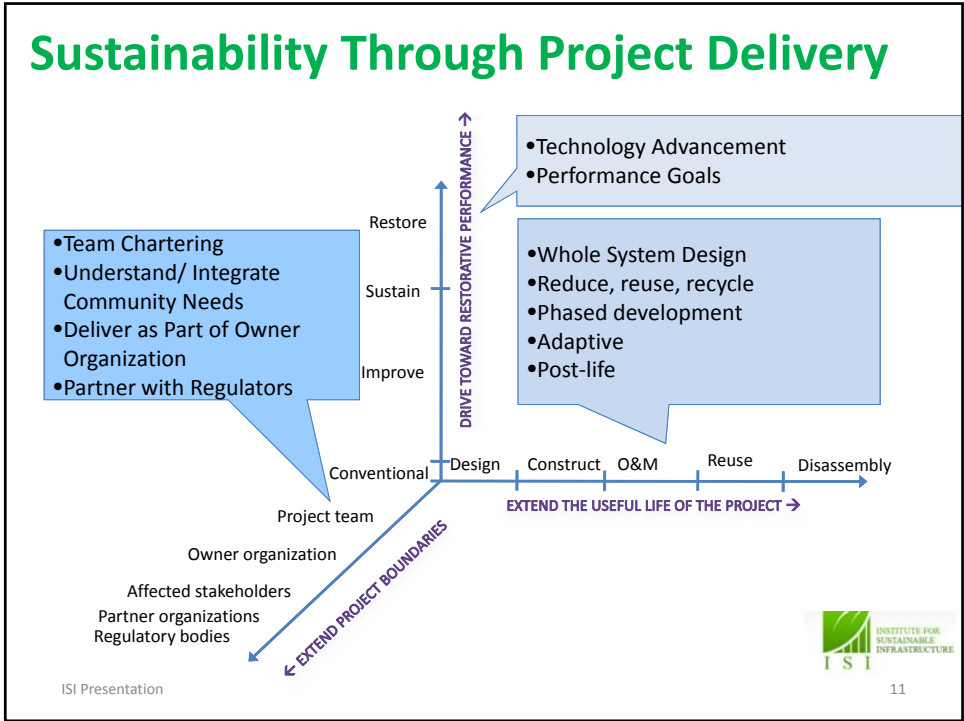 Sustainability Through Project Delivery
DRIVE TOWARD RESTORATIVE PERFORMANCE →
•Technology Advancement
•Performance Goals
Restore
Sustain
Improve
Conventional
•Team Chartering
•Understand/ Integrate
Community Needs
•Deliver as Part of Owner
Organization
•Partner with Regulators
•Whole System Design
•Reduce, reuse, recycle
•Phased development
•Adaptive
•Post-life
Design
Construct
O&M
Reuse
Disassembly
EXTEND THE USEFUL LIFE OF THE PROJECT →
Project team
Owner organization
Affected stakeholders
Partner organizations
Regulatory bodies
← EXTEND PROJECT BOUNDARIES
INSTITUTE FOR
SUSTAINABLE
INFRASTRUCTURE
I S I
ISI Presentation
11